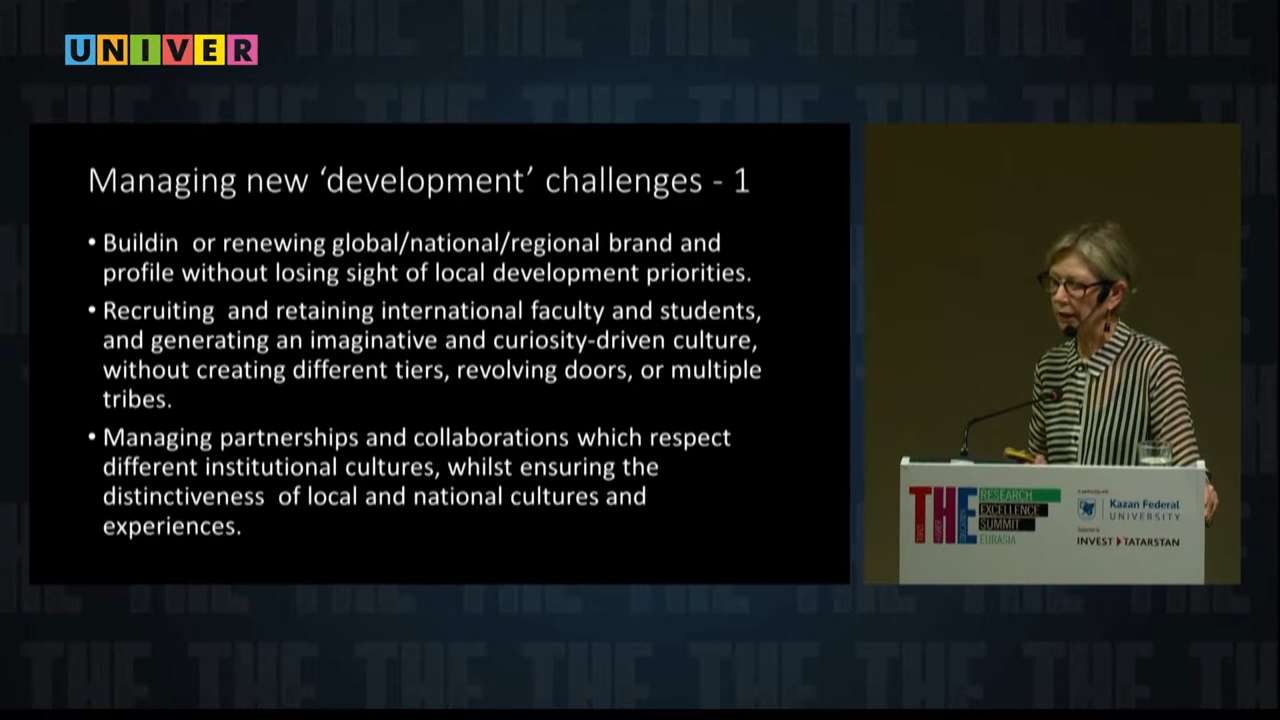 UNIVER
Managing new ‘development’ challenges - 1
• Buildin or renewing global/national/regional brand and
profile without losing sight of local development priorities.
• Recruiting and retaining international faculty and students,
and generating an imaginative and curiosity-driven culture,
without creating different tiers, revolving doors, or multiple
tribes.
• Managing partnerships and collaborations which respect
different institutional cultures, whilst ensuring the
distinctiveness of local and national cultures and
experiences.
THE
RESEARCH
EXCELLENCE
SUMMIT
EURASIA
Kazan Federal
UNIVERSITY
INVEST TATARSTAN